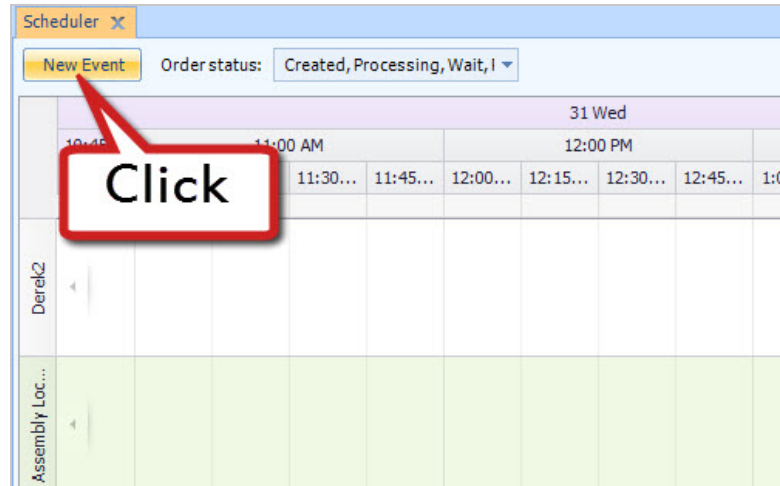 Scheduler
New Event Order status: Created, Processing, Wait,
31 Wed
11:00 AM 12:00 PM
Click
11:30... 11:45... 12:00... 12:15... 12:30... 12:45...
Derek2
Assembly Loc...